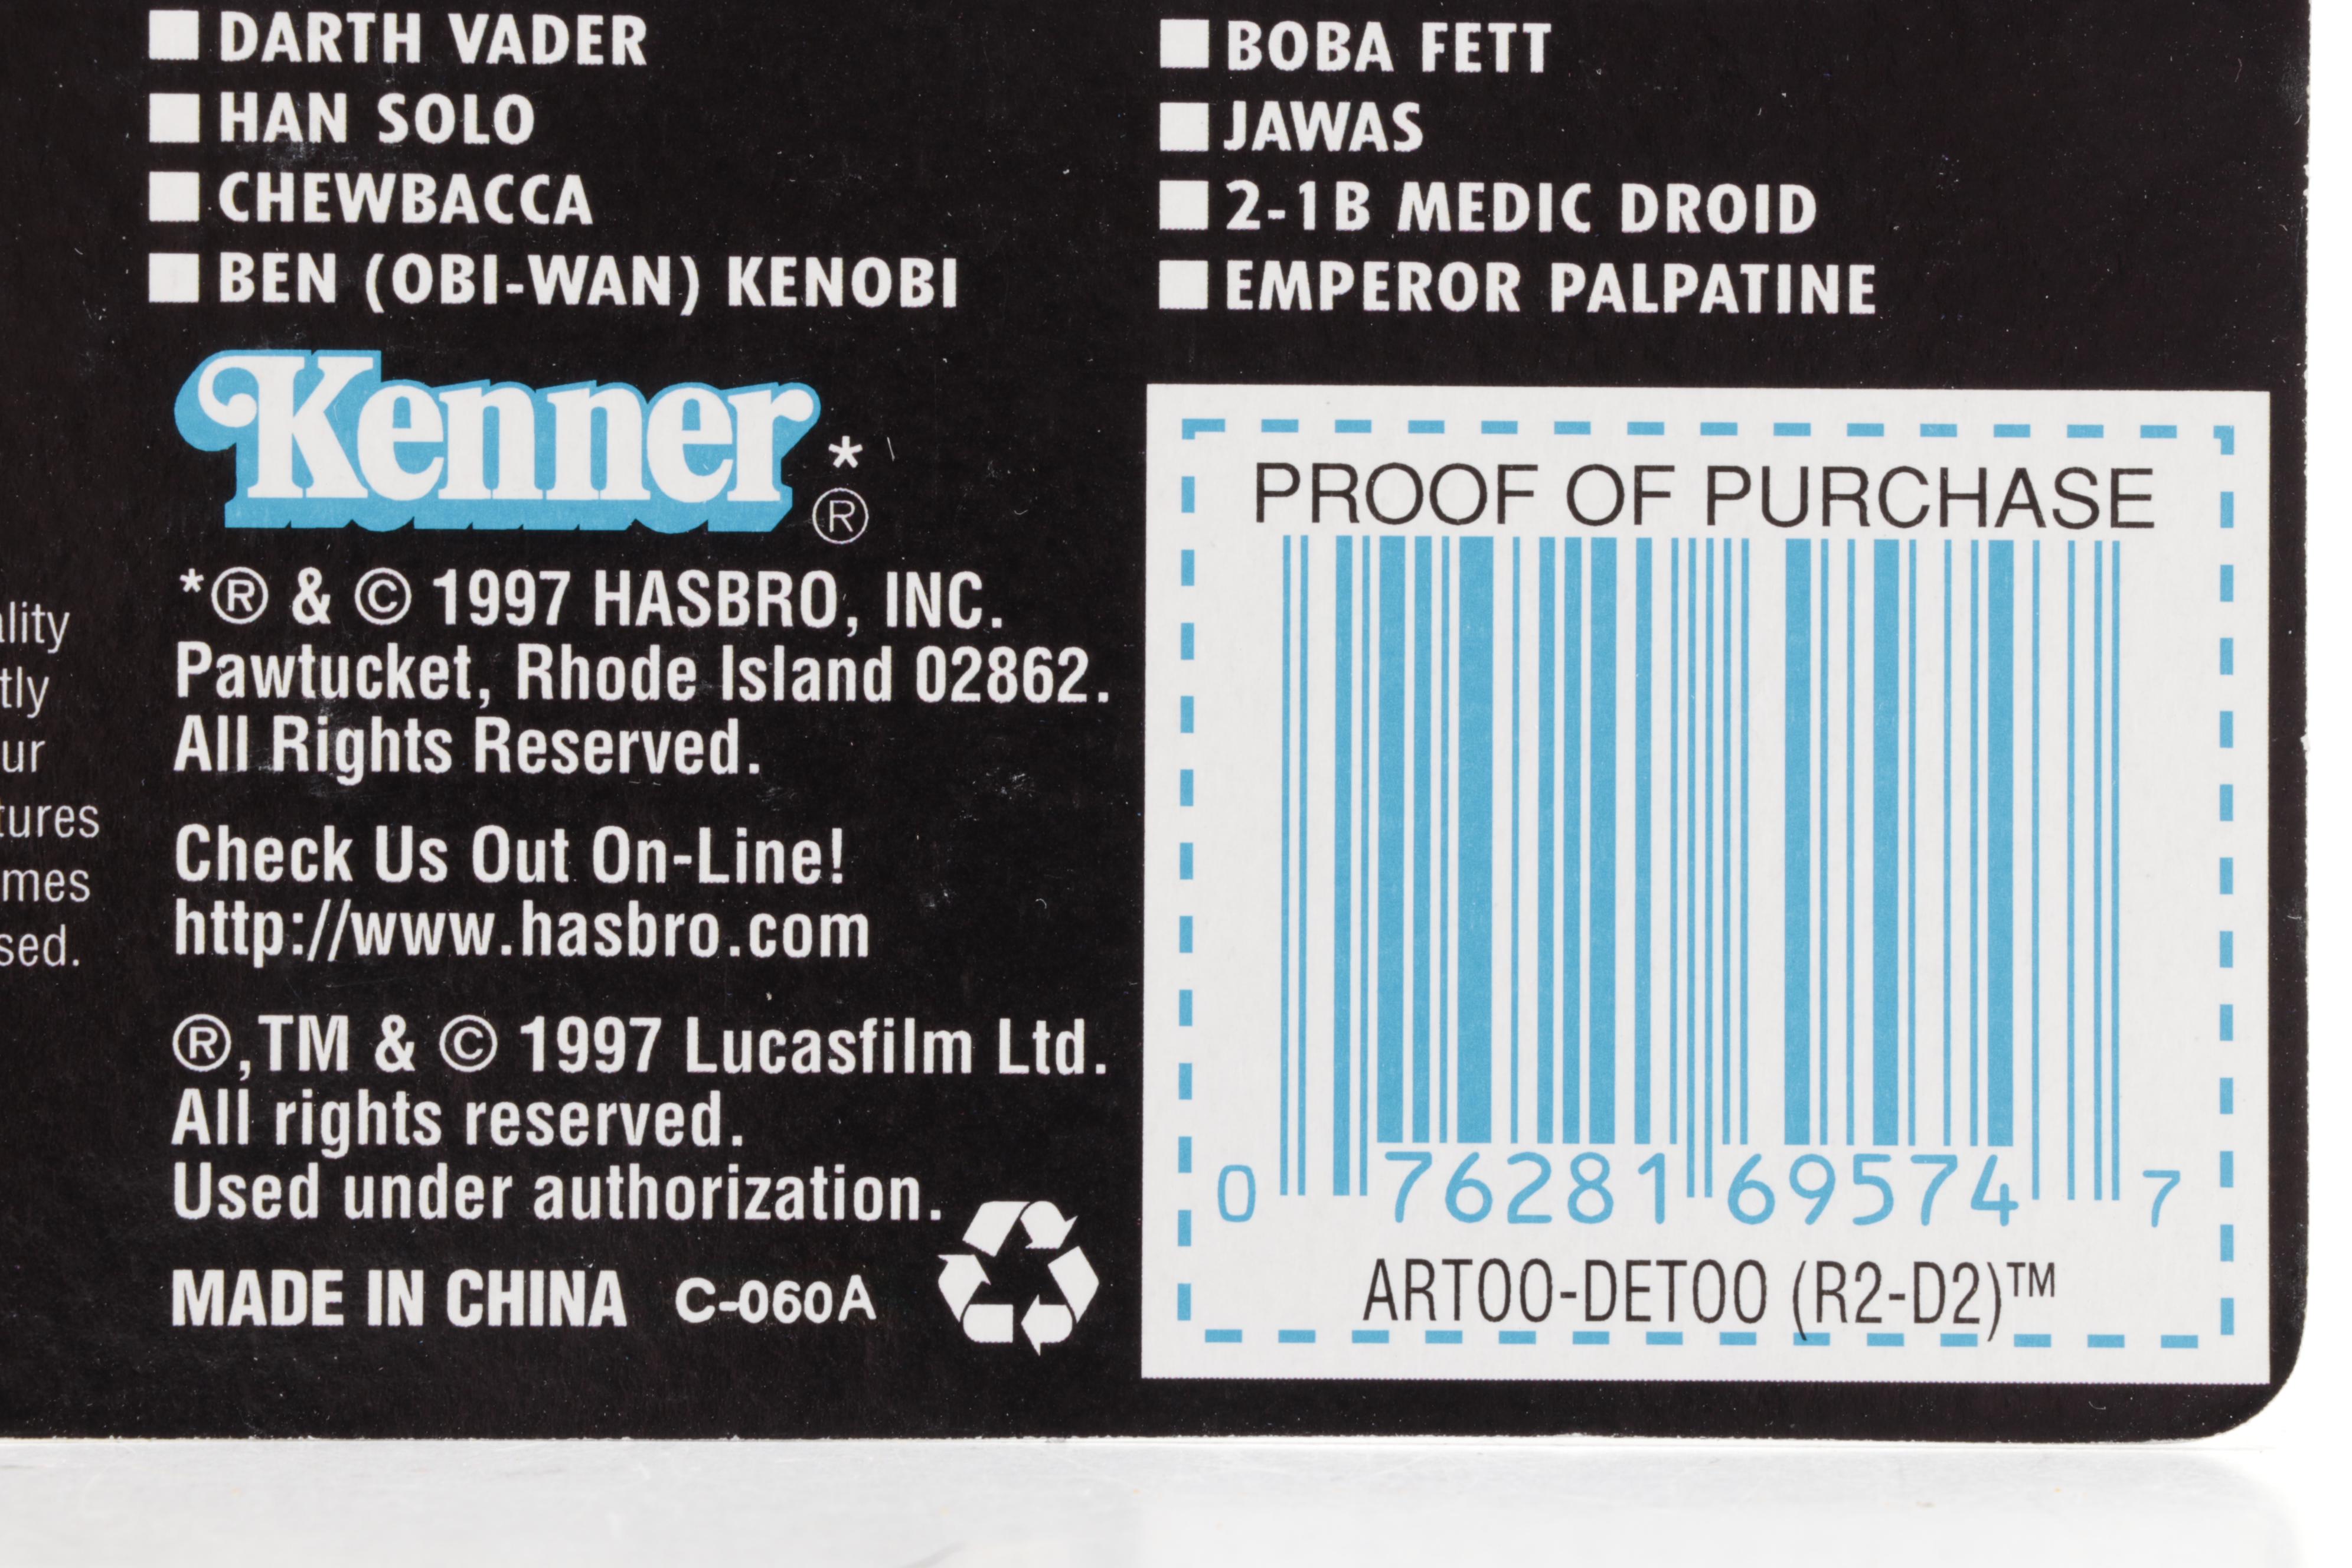 DARTH VADER
HAN SOLO
CHEWBACCA
BEN (OBI-WAN) KENOBI
BOBA FETT
JAWAS
2-1B MEDIC DROID
EMPEROR PALPATINE
Kenner*®
*® & © 1997 HASBRO, INC.
Pawtucket, Rhode Island 02862.
All Rights Reserved.
Check Us Out On-Line!
http://www.hasbro.com
®,TM & © 1997 Lucasfilm Ltd.
All rights reserved.
Used under authorization.
MADE IN CHINA C-060A
PROOF OF PURCHASE
0 76281 69574 7
ARTOO-DETOO (R2-D2)™